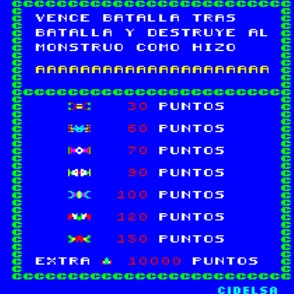 VENCE BATALLA TRAS
BATALLA Y DESTRUYE AL
MONSTRUO COMO HIZO
AAAAAAAAAAAAAAAAAAAAA
30 PUNTOS
60 PUNTOS
70 PUNTOS
90 PUNTOS
100 PUNTOS
120 PUNTOS
150 PUNTOS
EXTRA 10000 PUNTOS
CIDELSA